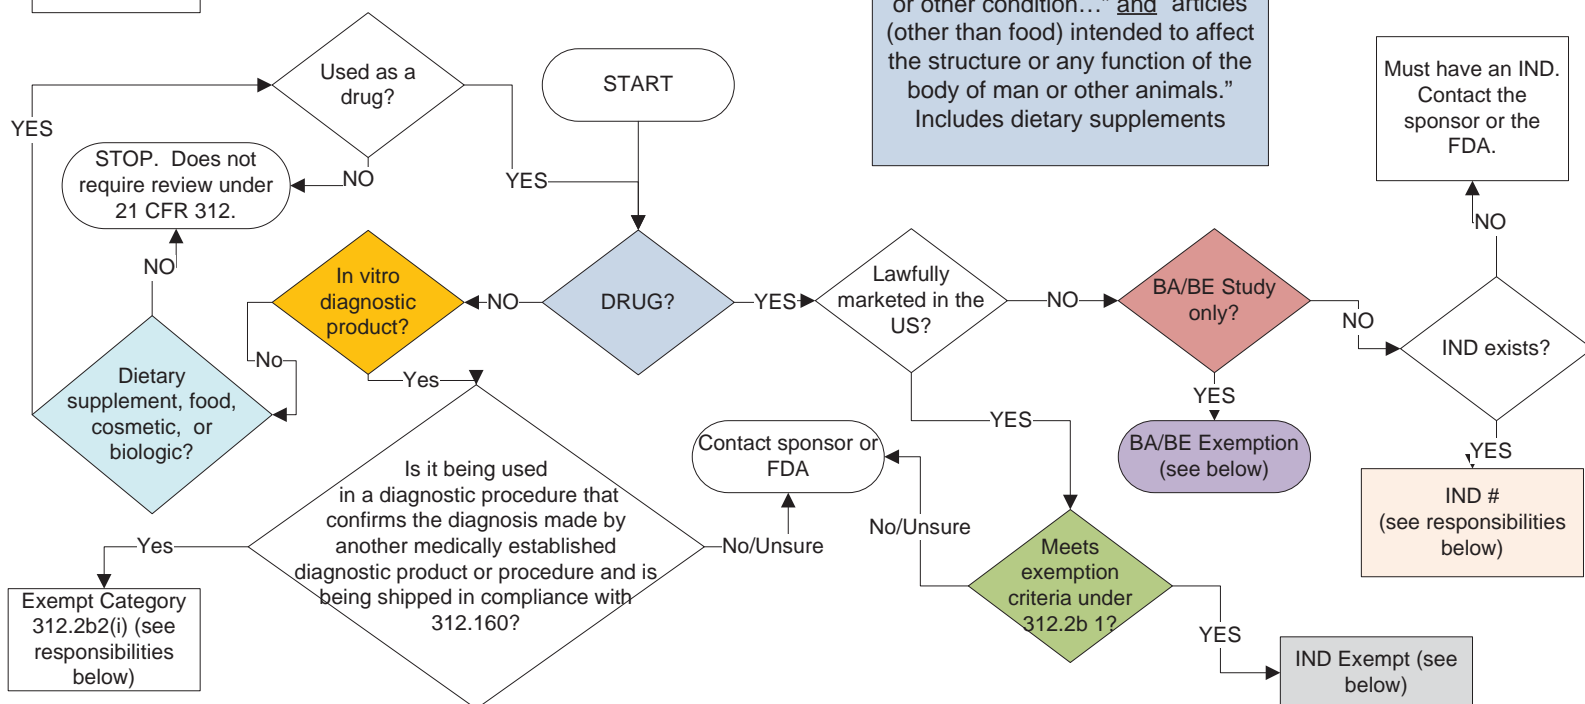 or other condition…” and articles
(other than food) intended to affect
the structure or any function of the
body of man or other animals.”
Includes dietary supplements
Used as a
drug?
START
Must have an IND.
Contact the
sponsor or the
FDA.
YES
STOP. Does not
require review under
21 CFR 312.
NO
YES
NO
NO
In vitro
diagnostic
product?
NO
DRUG?
YES
Lawfully
marketed in the
US?
NO
BA/BE Study
only?
NO
IND exists?
No
Yes
Dietary
supplement, food,
cosmetic, or
biologic?
YES
YES
BA/BE Exemption
(see below)
YES
IND #
(see responsibilities
below)
Contact sponsor or
FDA
Is it being used
in a diagnostic procedure that
confirms the diagnosis made by
another medically established
diagnostic product or procedure and is
being shipped in compliance with
312.160?
No/Unsure
No/Unsure
Yes
Exempt Category
312.2b2(i) (see
responsibilities
below)
Meets
exemption
criteria under
312.2b 1?
YES
IND Exempt (see
below)